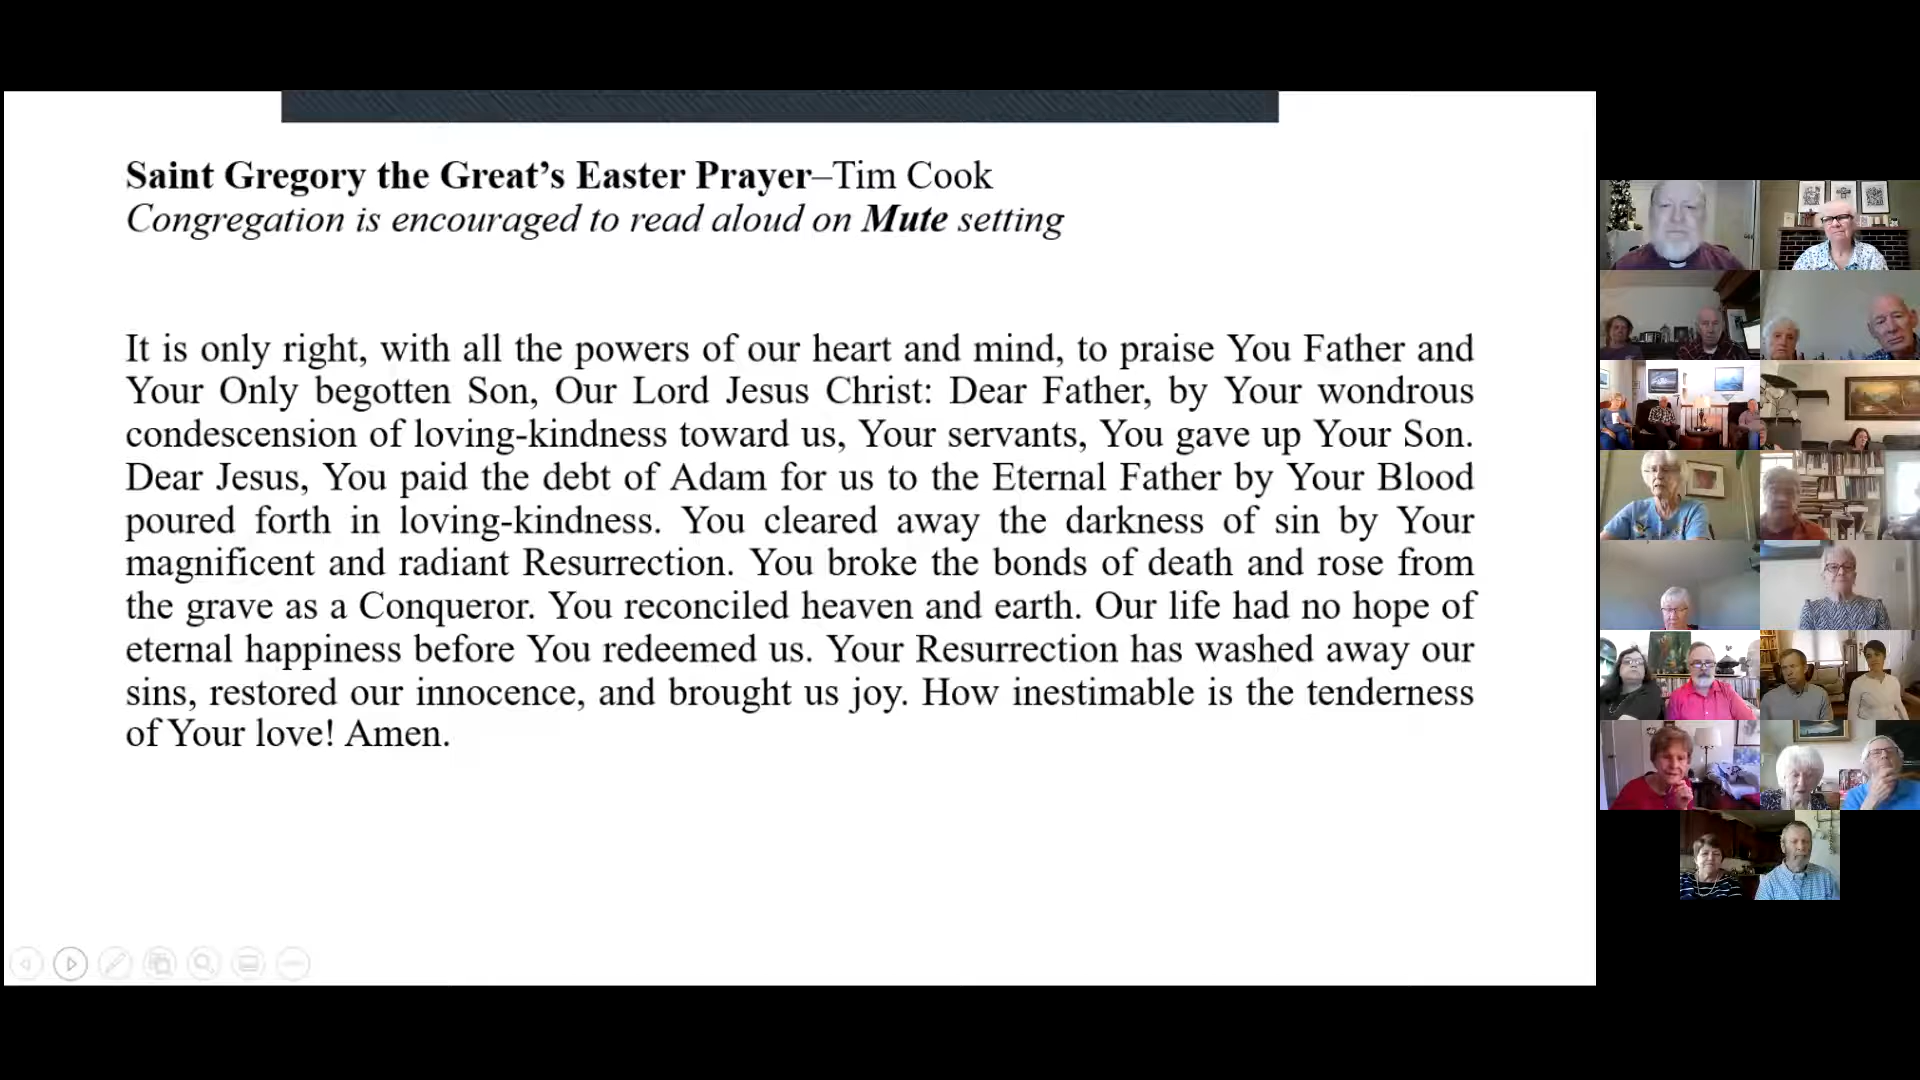 Saint Gregory the Great’s Easter Prayer–Tim Cook
Congregation is encouraged to read aloud on Mute setting
It is only right, with all the powers of our heart and mind, to praise You Father and
Your Only begotten Son, Our Lord Jesus Christ: Dear Father, by Your wondrous
condescension of loving-kindness toward us, Your servants, You gave up Your Son.
Dear Jesus, You paid the debt of Adam for us to the Eternal Father by Your Blood
poured forth in loving-kindness. You cleared away the darkness of sin by Your
magnificent and radiant Resurrection. You broke the bonds of death and rose from
the grave as a Conqueror. You reconciled heaven and earth. Our life had no hope of
eternal happiness before You redeemed us. Your Resurrection has washed away our
sins, restored our innocence, and brought us joy. How inestimable is the tenderness
of Your love! Amen.